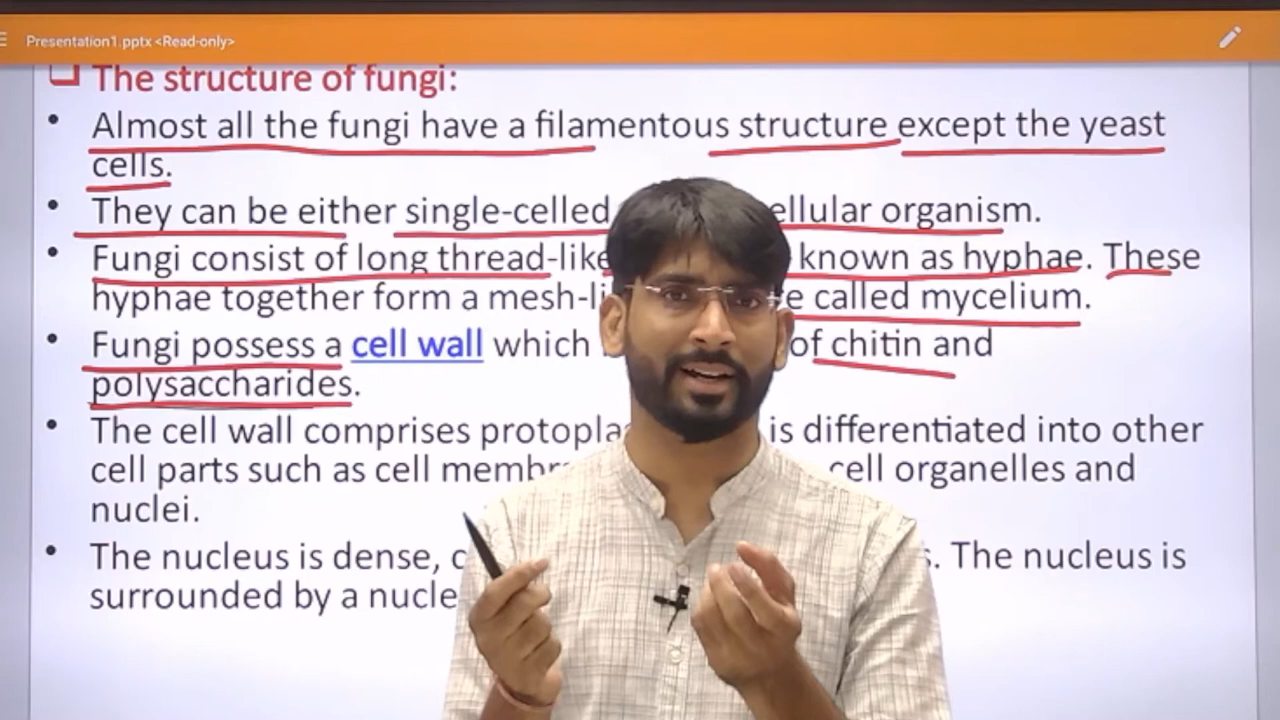 Presentation1.pptx <Read-only>
The structure of fungi:
• Almost all the fungi have a filamentous structure except the yeast
cells.
• They can be either single-celled ellular organism.
• Fungi consist of long thread-like known as hyphae. These
hyphae together form a mesh-li e called mycelium.
• Fungi possess a cell wall which of chitin and
polysaccharides.
• The cell wall comprises protopla is differentiated into other
cell parts such as cell membr cell organelles and
nuclei.
• The nucleus is dense, c s. The nucleus is
surrounded by a nucle